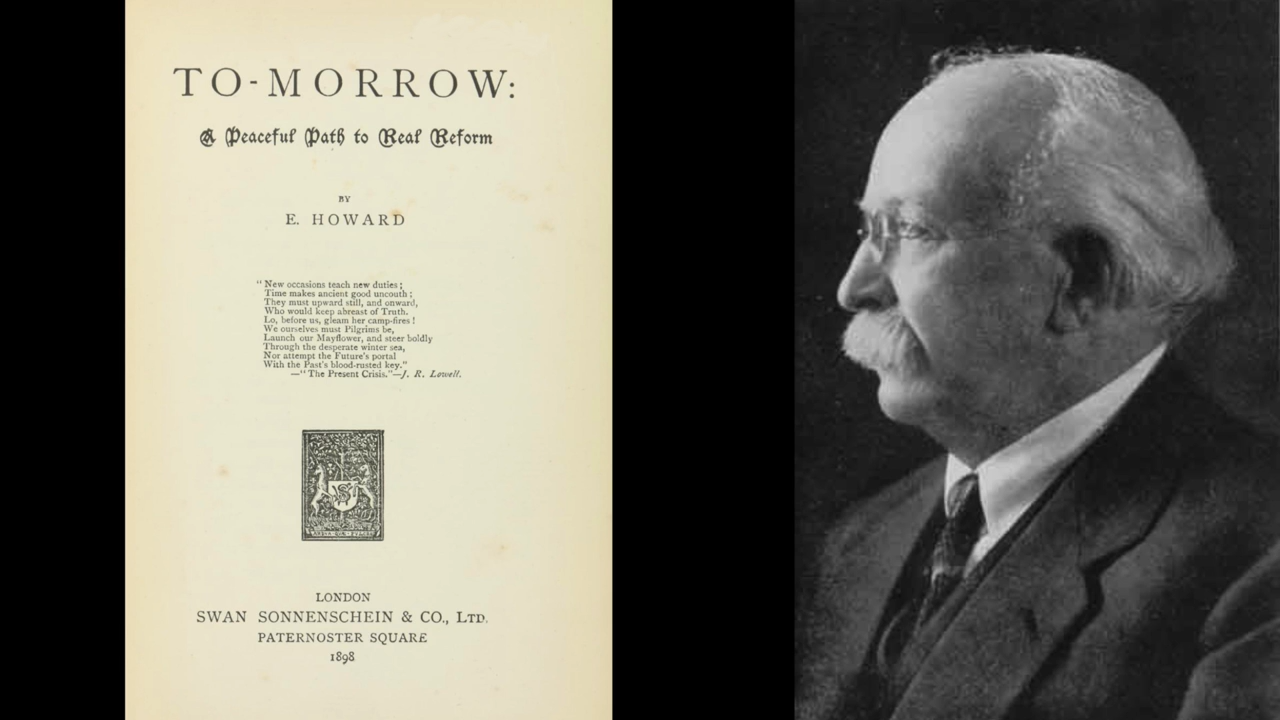 TO-MORROW:
A Peaceful Path to Real Reform
BY
E. HOWARD
"New occasions teach new duties;
Time makes ancient good uncouth;
They must upward still, and onward,
Who would keep abreast of Truth.
Lo, before us, gleam her camp-fires!
We ourselves must Pilgrims be,
Launch our Mayflower, and steer boldly
Through the desperate winter sea,
Nor attempt the Future's portal
With the Past's blood-rusted key."
—"The Present Crisis."—J. R. Lowell.
LONDON
SWAN SONNENSCHEIN & CO., LTD.
PATERNOSTER SQUARE
1898